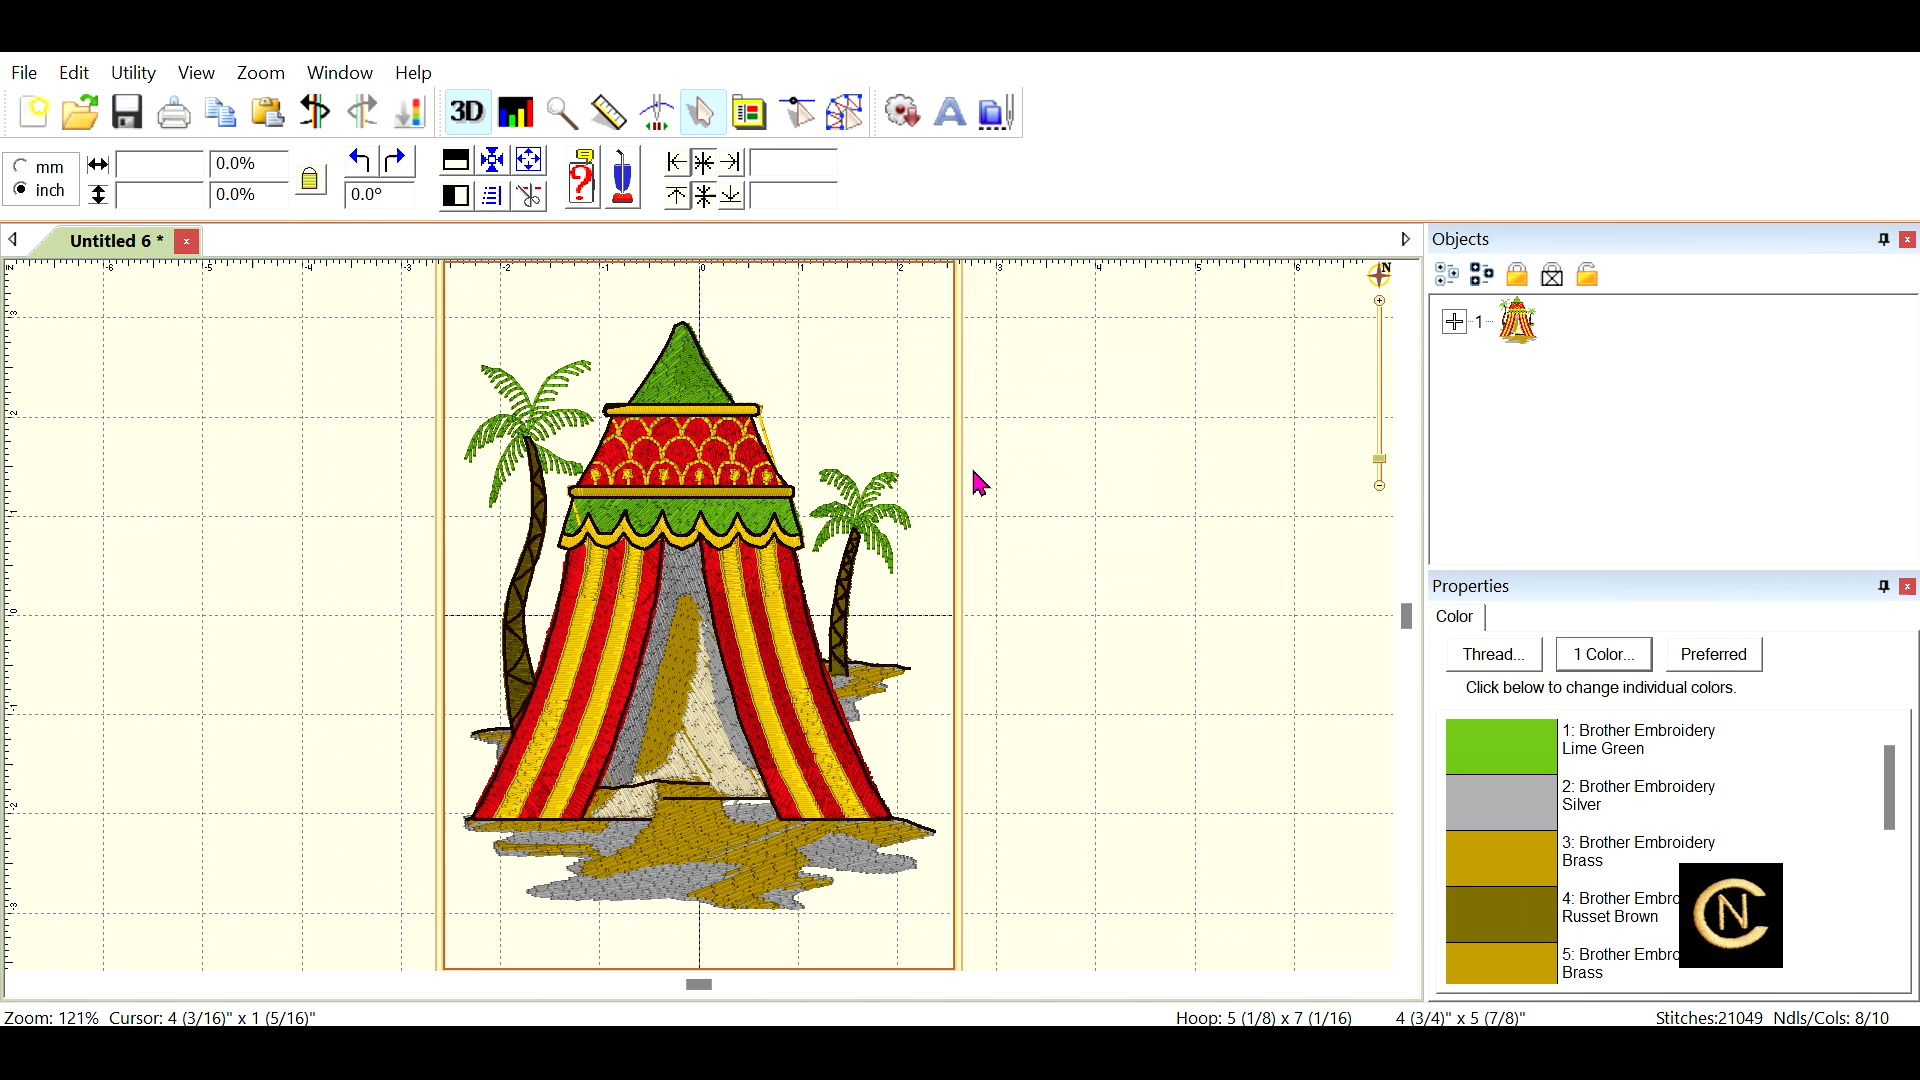 File Edit Utility View Zoom Window Help
3D
A
mm 0.0%
inch 0.0% 0.0°
Untitled 6 *
Objects
N
1
Properties
Color
Thread... 1 Color... Preferred
Click below to change individual colors.
1: Brother Embroidery
Lime Green
2: Brother Embroidery
Silver
3: Brother Embroidery
Brass
4: Brother Embro
Russet Brown
5: Brother Embro
Brass
CN
Zoom: 121% Cursor: 4 (3/16)" x 1 (5/16)" Hoop: 5 (1/8) x 7 (1/16) 4 (3/4)" x 5 (7/8)" Stitches:21049 Ndls/Cols: 8/10